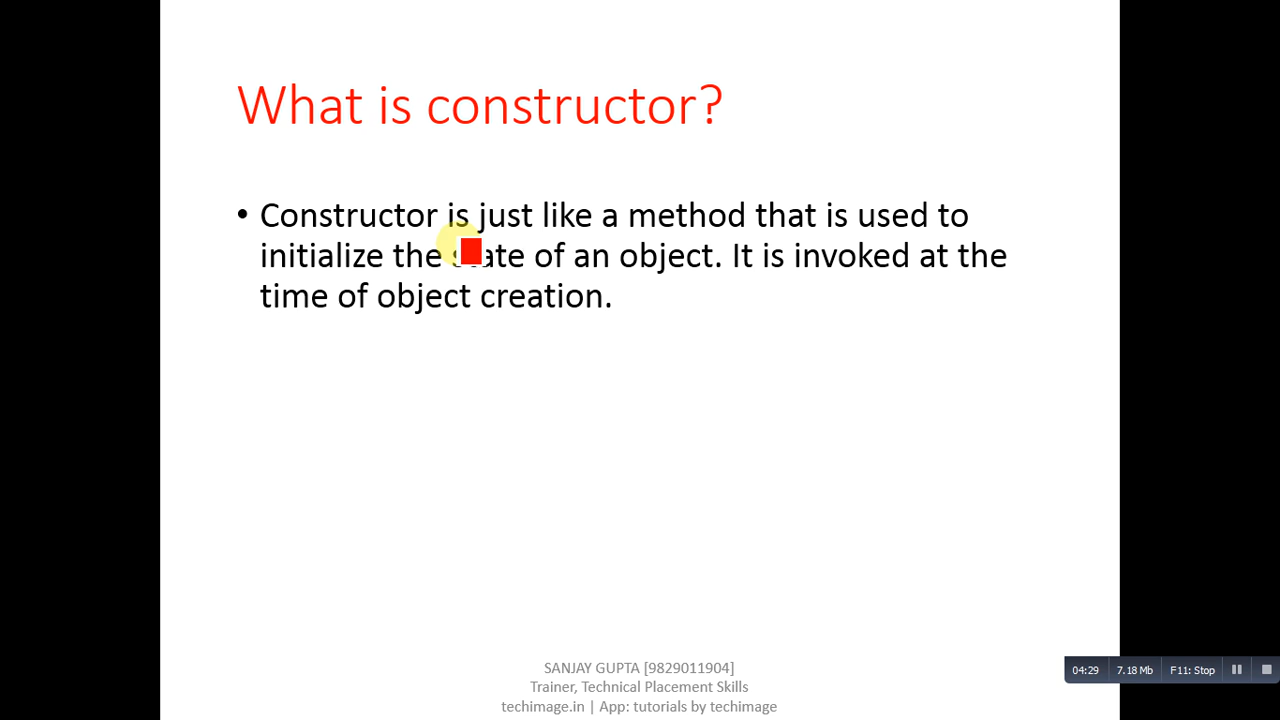 What is constructor?
• Constructor is just like a method that is used to
initialize the state of an object. It is invoked at the
time of object creation.
SANJAY GUPTA [9829011904]
Trainer, Technical Placement Skills
techimage.in | App: tutorials by techimage
04:29 7.18 Mb F11: Stop